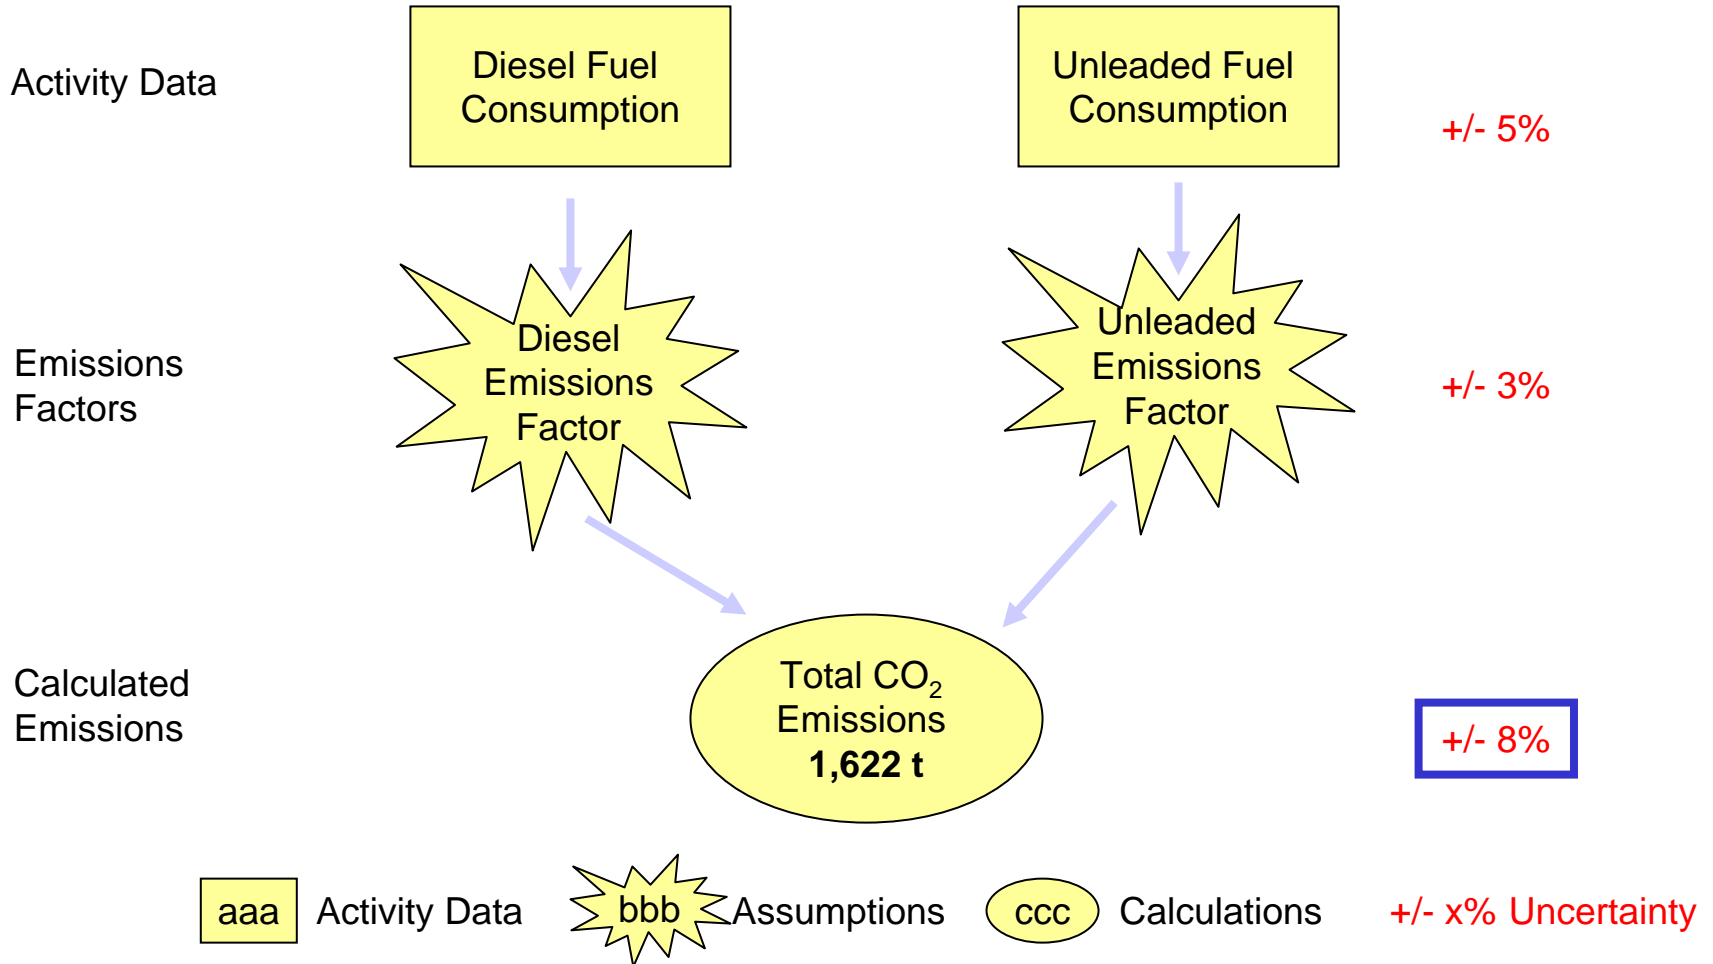 Activity Data
Diesel Fuel
Consumption
Unleaded Fuel
Consumption
+/- 5%
Emissions
Factors
Diesel
Emissions
Factor
Unleaded
Emissions
Factor
+/- 3%
Calculated
Emissions
Total CO₂
Emissions
1,622 t
+/- 8%
aaa Activity Data bbb Assumptions ccc Calculations +/- x% Uncertainty